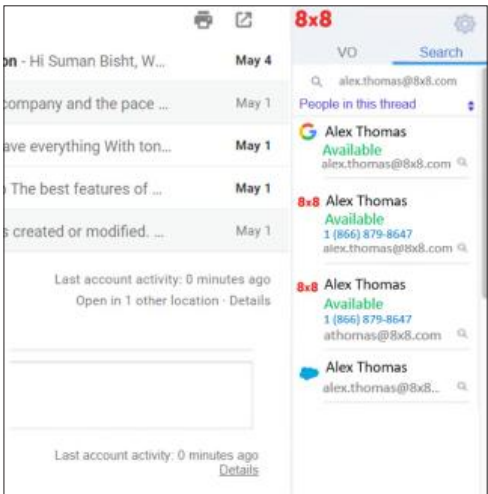 on - Hi Suman Bisht, W... May 4
company and the pace ... May 1
ave everything With ton... May 1
The best features of ... May 1
s created or modified. ... May 1
Last account activity: 0 minutes ago
Open in 1 other location · Details
Last account activity: 0 minutes ago
Details
8x8
VO Search
alex.thomas@8x8.com
People in this thread
Alex Thomas
Available
alex.thomas@8x8.com
8x8 Alex Thomas
Available
1 (866) 879-8647
alex.thomas@8x8.com
8x8 Alex Thomas
Available
1 (866) 879-8647
athomas@8x8.com
Alex Thomas
alex.thomas@8x8...